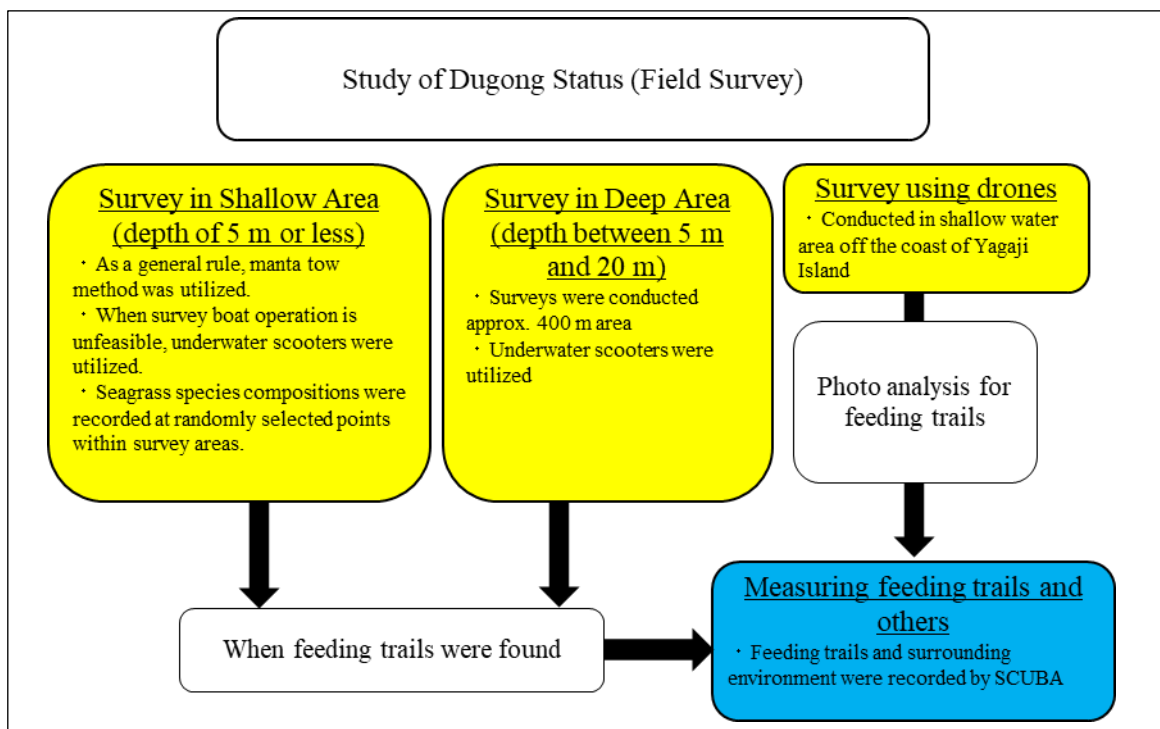 Study of Dugong Status (Field Survey)
Survey in Shallow Area
(depth of 5 m or less)
・As a general rule, manta tow
method was utilized.
・When survey boat operation is
unfeasible, underwater scooters were
utilized.
・Seagrass species compositions were
recorded at randomly selected points
within survey areas.
Survey in Deep Area
(depth between 5 m
and 20 m)
・Surveys were conducted
approx. 400 m area
・Underwater scooters were
utilized
Survey using drones
・Conducted in shallow water
area off the coast of Yagaji
Island
Photo analysis for
feeding trails
When feeding trails were found
Measuring feeding trails and
others
・Feeding trails and surrounding
environment were recorded by SCUBA